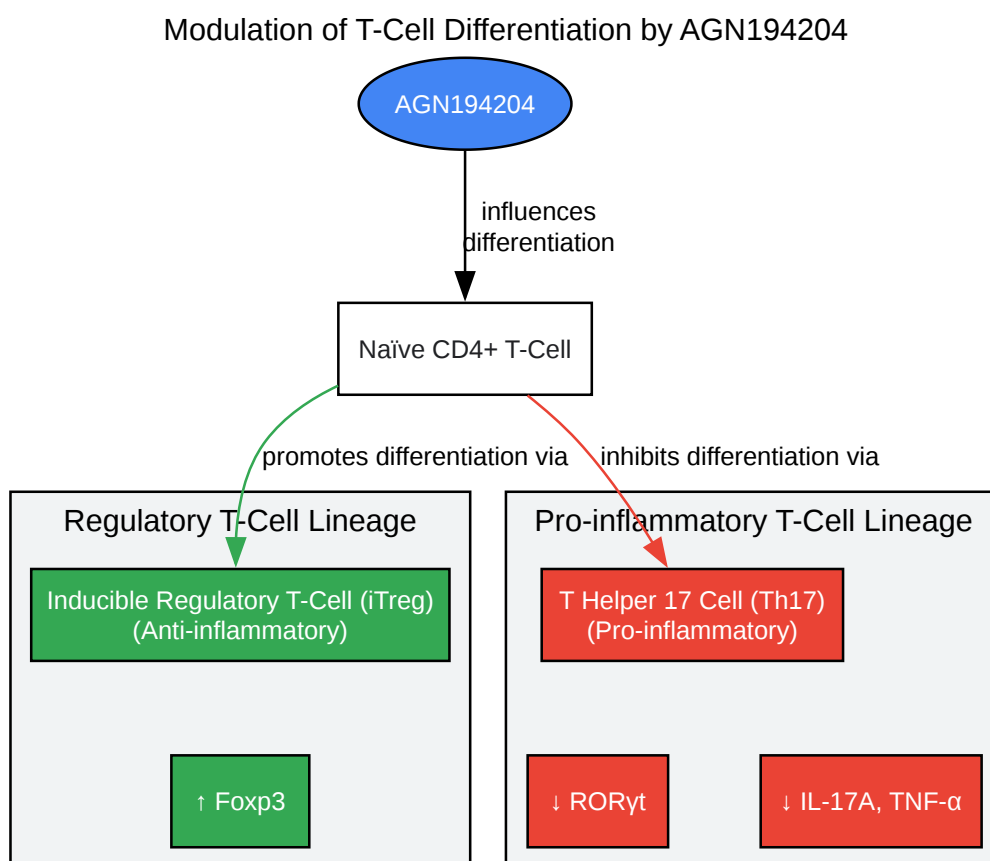 Modulation of T-Cell Differentiation by AGN194204
AGN194204
influences
differentiation
Naïve CD4+ T-Cell
promotes differentiation via
inhibits differentiation via
Regulatory T-Cell Lineage
Inducible Regulatory T-Cell (iTreg)
(Anti-inflammatory)
↑ Foxp3
Pro-inflammatory T-Cell Lineage
T Helper 17 Cell (Th17)
(Pro-inflammatory)
↓ RORγt
↓ IL-17A, TNF-α